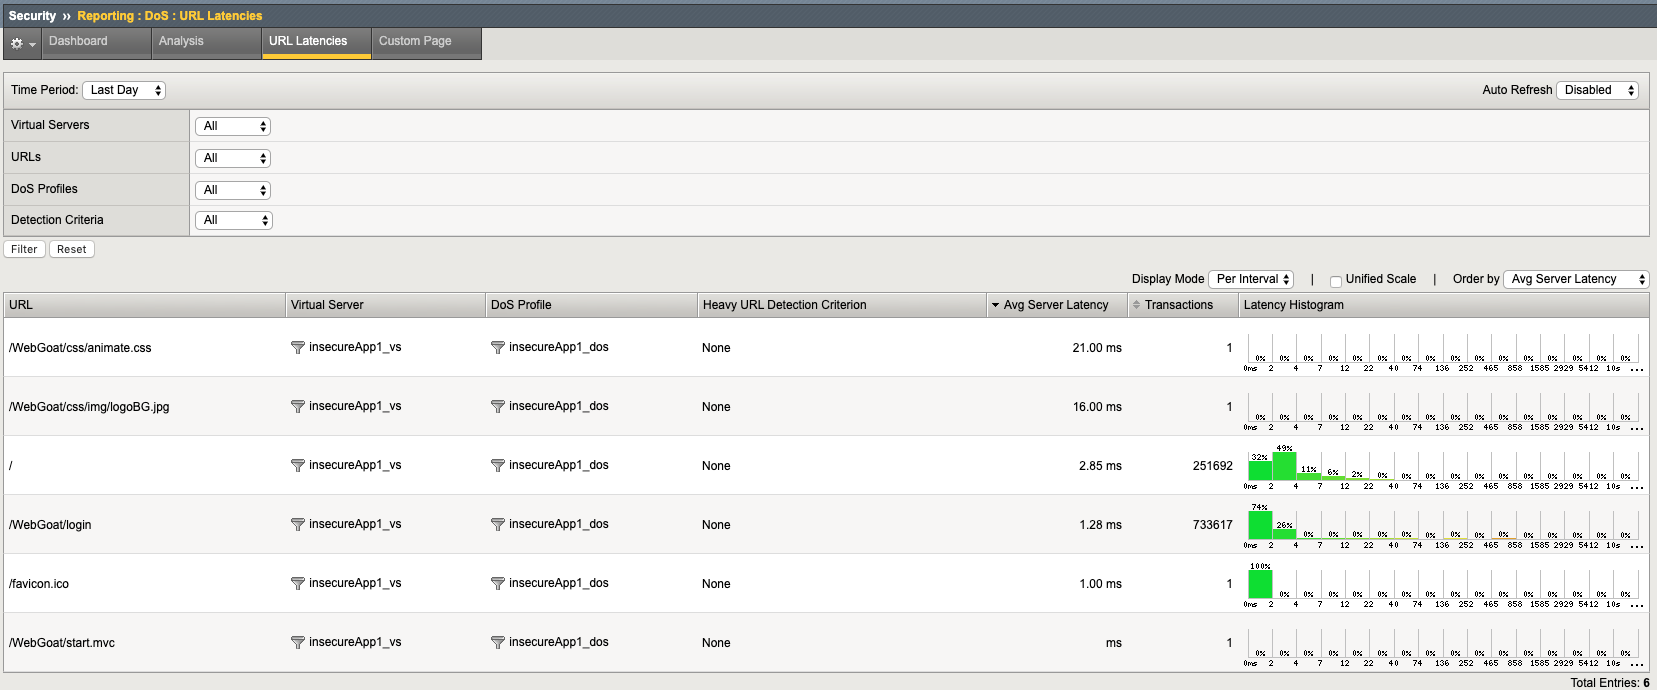 Security » Reporting : DoS : URL Latencies
Dashboard Analysis URL Latencies Custom Page
Time Period: Last Day Auto Refresh Disabled
Virtual Servers All
URLs All
DoS Profiles All
Detection Criteria All
Filter Reset
Display Mode Per Interval | Unified Scale | Order by Avg Server Latency
URL Virtual Server DoS Profile Heavy URL Detection Criterion Avg Server Latency Transactions Latency Histogram
/WebGoat/css/animate.css insecureApp1_vs insecureApp1_dos None 21.00 ms 1
0% 0% 0% 0% 0% 0% 0% 0% 0% 0% 0% 0% 0% 0% 0% 0%
0ms 2 4 7 12 22 40 74 136 252 465 858 1585 2929 5412 10s ...
/WebGoat/css/img/logoBG.jpg insecureApp1_vs insecureApp1_dos None 16.00 ms 1
0% 0% 0% 0% 0% 0% 0% 0% 0% 0% 0% 0% 0% 0% 0% 0%
0ms 2 4 7 12 22 40 74 136 252 465 858 1585 2929 5412 10s ...
/ insecureApp1_vs insecureApp1_dos None 2.85 ms 251692
32% 49% 11% 6% 2% 0% 0% 0% 0% 0% 0% 0% 0% 0% 0% 0%
0ms 2 4 7 12 22 40 74 136 252 465 858 1585 2929 5412 10s ...
/WebGoat/login insecureApp1_vs insecureApp1_dos None 1.28 ms 733617
74% 26% 0% 0% 0% 0% 0% 0% 0% 0% 0% 0% 0% 0% 0% 0%
0ms 2 4 7 12 22 40 74 136 252 465 858 1585 2929 5412 10s ...
/favicon.ico insecureApp1_vs insecureApp1_dos None 1.00 ms 1
100% 0% 0% 0% 0% 0% 0% 0% 0% 0% 0% 0% 0% 0% 0% 0%
0ms 2 4 7 12 22 40 74 136 252 465 858 1585 2929 5412 10s ...
/WebGoat/start.mvc insecureApp1_vs insecureApp1_dos None ms 1
0% 0% 0% 0% 0% 0% 0% 0% 0% 0% 0% 0% 0% 0% 0% 0%
0ms 2 4 7 12 22 40 74 136 252 465 858 1585 2929 5412 10s ...
Total Entries: 6